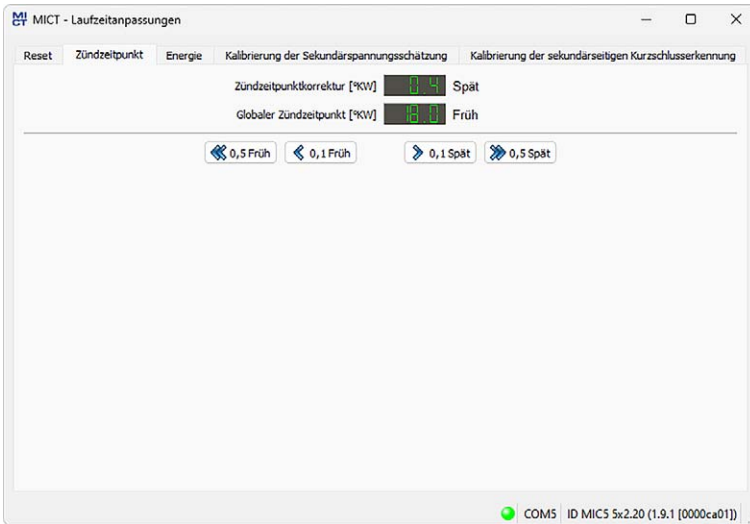 MICT MICT - Laufzeitanpassungen
Reset Zündzeitpunkt Energie Kalibrierung der Sekundärspannungsschätzung Kalibrierung der sekundärseitigen Kurzschlusserkennung
Zündzeitpunktkorrektur [°KW] 0.4 Spät
Globaler Zündzeitpunkt [°KW] 18.0 Früh
0,5 Früh 0,1 Früh 0,1 Spät 0,5 Spät
COM5 ID MIC5 5x2.20 (1.9.1 [0000ca01])